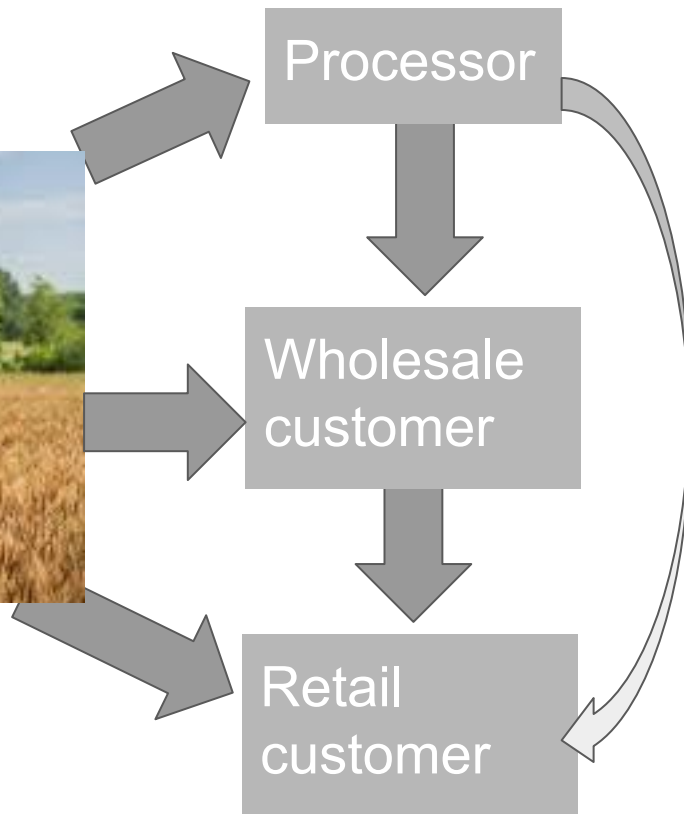 Processor
Wholesale
customer
Retail
customer